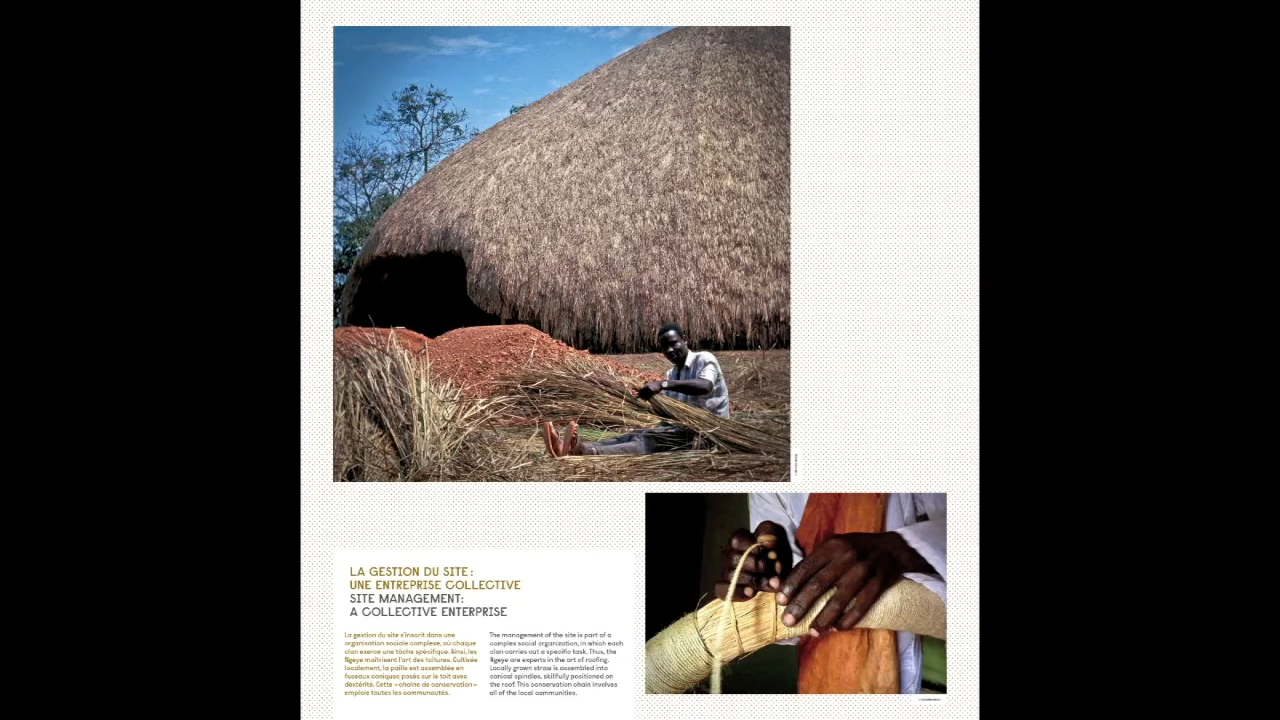 LA GESTION DU SITE :
UNE ENTREPRISE COLLECTIVE
SITE MANAGEMENT:
A COLLECTIVE ENTERPRISE
La gestion du site s'inscrit dans une
organisation sociale complexe, où chaque
clan exerce une tâche spécifique. Ainsi, les
Ngeye maîtrisent l'art des toitures. Cultivée
localement, la paille est assemblée en
fuseaux coniques posés sur le toit avec
dextérité. Cette « chaîne de conservation »
emploie toutes les communautés.
The management of the site is part of a
complex social organization, in which each
clan carries out a specific task. Thus, the
Ngeye are experts in the art of roofing.
Locally grown straw is assembled into
conical spindles, skillfully positioned on
the roof. This conservation chain involves
all of the local communities.